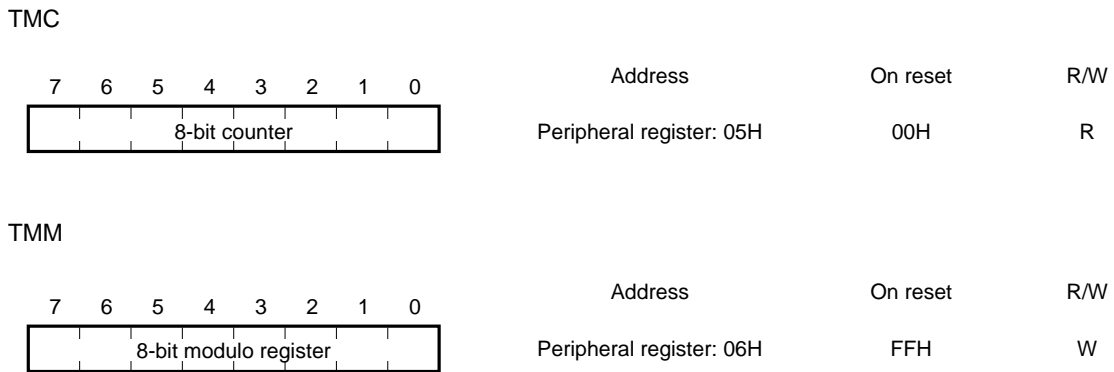 TMC
Address On reset R/W
7 6 5 4 3 2 1 0
8-bit counter Peripheral register: 05H 00H R
TMM
Address On reset R/W
7 6 5 4 3 2 1 0
8-bit modulo register Peripheral register: 06H FFH W